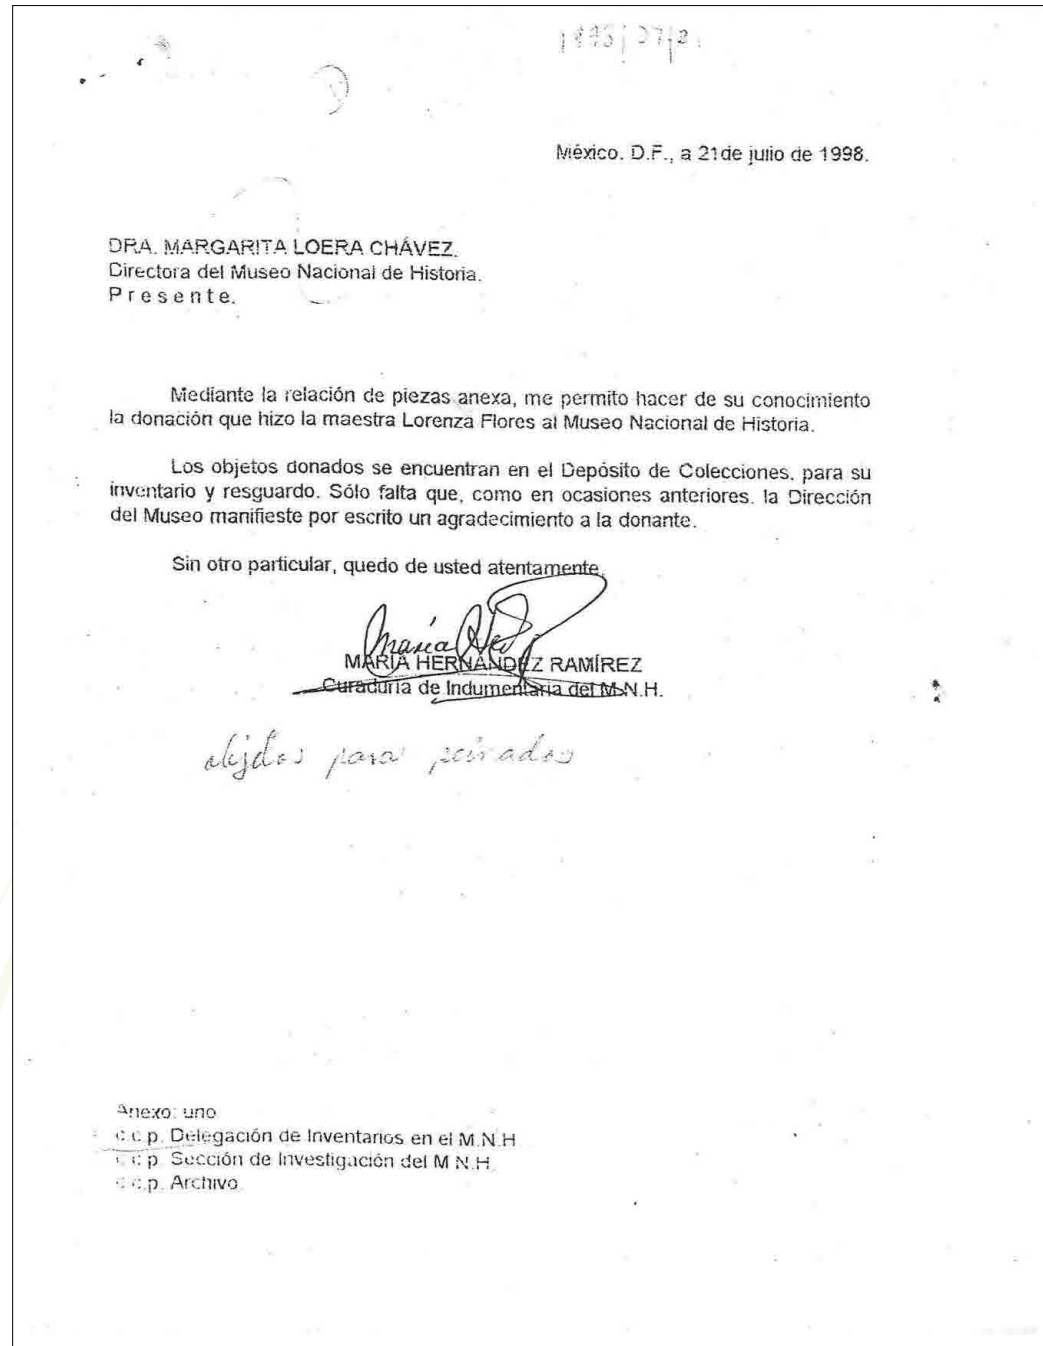 México. D.F., a 21de julio de 1998.
DRA. MARGARITA LOERA CHÁVEZ.
Directora del Museo Nacional de Historia.
P r e s e n t e.
Mediante la relación de piezas anexa, me permito hacer de su conocimiento
la donación que hizo la maestra Lorenza Flores al Museo Nacional de Historia.
Los objetos donados se encuentran en el Depósito de Colecciones, para su
inventario y resguardo. Sólo falta que, como en ocasiones anteriores, la Dirección
del Museo manifieste por escrito un agradecimiento a la donante.
Sin otro particular, quedo de usted atentamente.
María
MARÍA HERNÁNDEZ RAMÍREZ
Curaduría de Indumentaria del M.N.H.
objetos para peinados
Anexo: uno
c.c.p. Delegación de Inventarios en el M.N.H
c.c.p. Sección de Investigación del M.N.H.
c.c.p. Archivo.